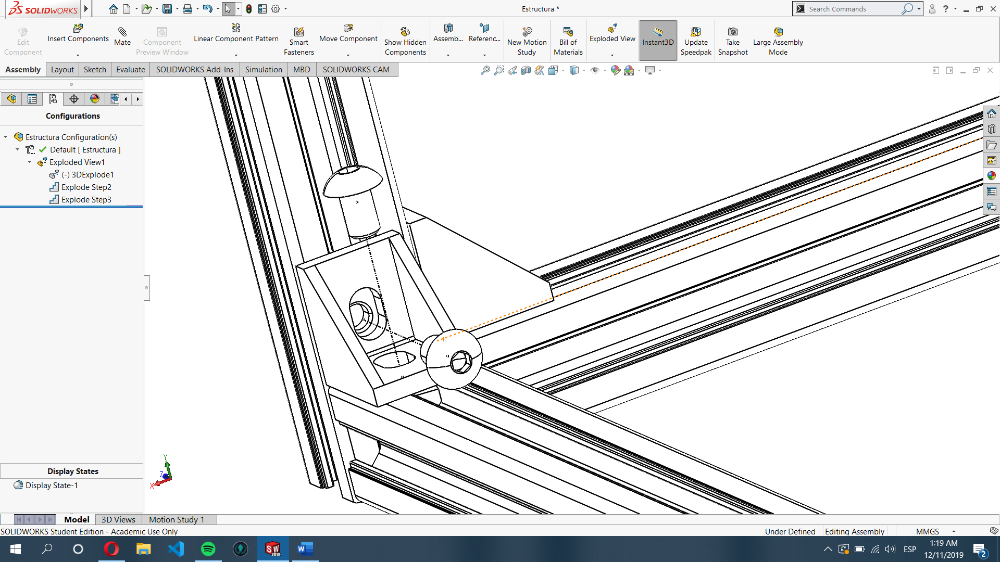 SOLIDWORKS
Estructura *
Search Commands
?
Edit Component
Insert Components
Mate
Component Preview Window
Linear Component Pattern
Smart Fasteners
Move Component
Show Hidden Components
Assemb...
Referenc...
New Motion Study
Bill of Materials
Exploded View
Instant3D
Update Speedpak
Take Snapshot
Large Assembly Mode
Assembly
Layout
Sketch
Evaluate
SOLIDWORKS Add-Ins
Simulation
MBD
SOLIDWORKS CAM
Configurations
Estructura Configuration(s)
Default [ Estructura ]
Exploded View1
(-) 3DExplode1
Explode Step2
Explode Step3
Y
Z
X
Display States
Display State-1
Model
3D Views
Motion Study 1
SOLIDWORKS Student Edition - Academic Use Only
Under Defined
Editing Assembly
MMGS
SW 2019
W
ESP
1:19 AM
12/11/2019
2